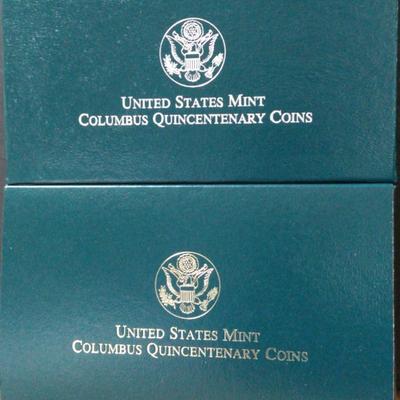 UNITED STATES MINT
COLUMBUS QUINCENTENARY COINS
UNITED STATES MINT
COLUMBUS QUINCENTENARY COINS